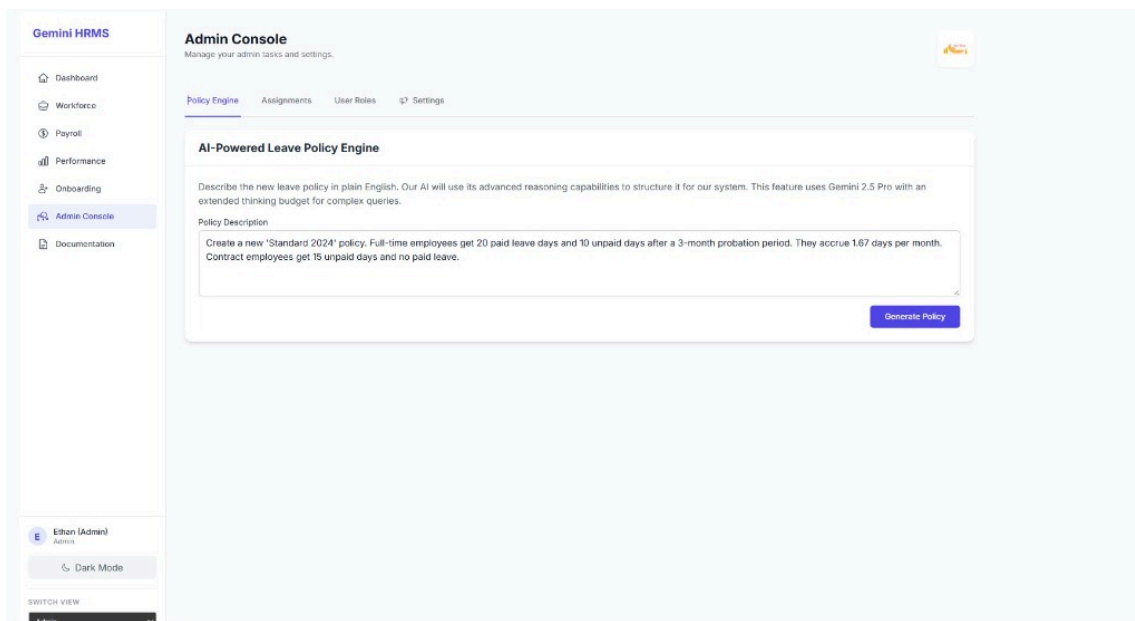 Gemini HRMS
Dashboard
Workforce
Payroll
Performance
Onboarding
Admin Console
Documentation
Ethan (Admin)
Admin
Dark Mode
SWITCH VIEW
Admin Console
Manage your admin tasks and settings.
Policy Engine
Assignments
User Roles
Settings
AI-Powered Leave Policy Engine
Describe the new leave policy in plain English. Our AI will use its advanced reasoning capabilities to structure it for our system. This feature uses Gemini 2.5 Pro with an
extended thinking budget for complex queries.
Policy Description
Create a new 'Standard 2024' policy. Full-time employees get 20 paid leave days and 10 unpaid days after a 3-month probation period. They accrue 1.67 days per month.
Contract employees get 15 unpaid days and no paid leave.
Generate Policy
E